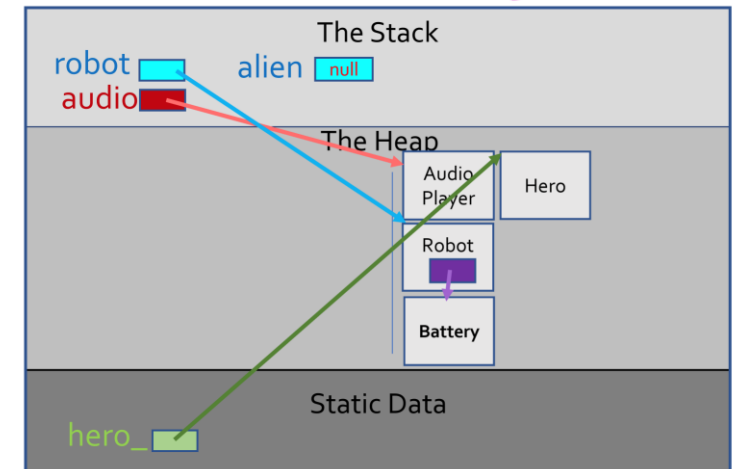 The Stack
robot
alien
null
audio
The Heap
Audio
Player
Hero
Robot
Battery
Static Data
hero_